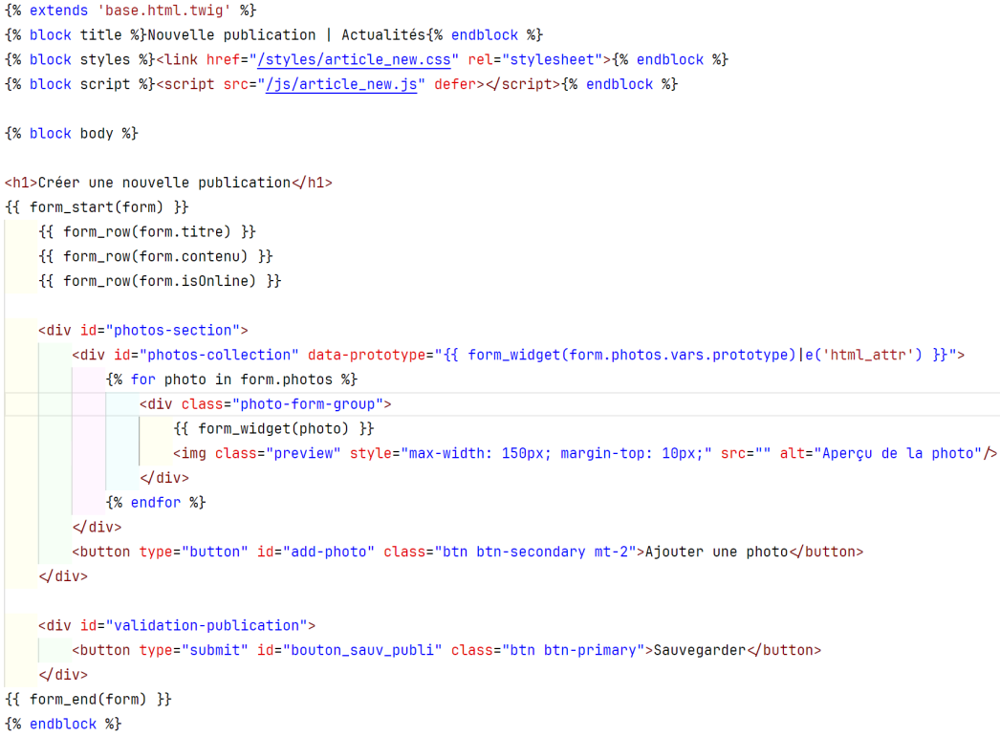 {% extends 'base.html.twig' %}
{% block title %}Nouvelle publication | Actualités{% endblock %}
{% block styles %}<link href="/styles/article_new.css" rel="stylesheet">{% endblock %}
{% block script %}<script src="/js/article_new.js" defer></script>{% endblock %}

{% block body %}

<h1>Créer une nouvelle publication</h1>
{{ form_start(form) }}
    {{ form_row(form.titre) }}
    {{ form_row(form.contenu) }}
    {{ form_row(form.isOnline) }}

    <div id="photos-section">
        <div id="photos-collection" data-prototype="{{ form_widget(form.photos.vars.prototype)|e('html_attr') }}">
            {% for photo in form.photos %}
                <div class="photo-form-group">
                    {{ form_widget(photo) }}
                    <img class="preview" style="max-width: 150px; margin-top: 10px;" src="" alt="Aperçu de la photo"/>
                </div>
            {% endfor %}
        </div>
        <button type="button" id="add-photo" class="btn btn-secondary mt-2">Ajouter une photo</button>
    </div>

    <div id="validation-publication">
        <button type="submit" id="bouton_sauv_publi" class="btn btn-primary">Sauvegarder</button>
    </div>
{{ form_end(form) }}
{% endblock %}